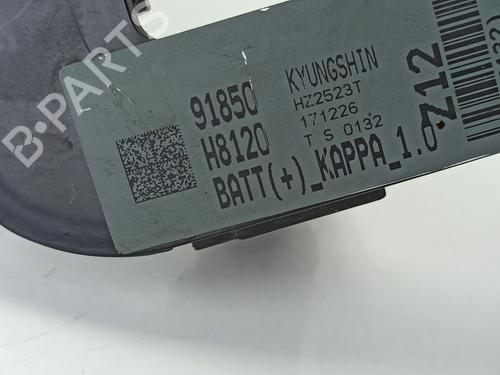 91850
H8120
BATT(+)_KAPPA_1.0
KYUNGSHIN
HZ2523T
171226
T S 0132
Z12
B-PARTS